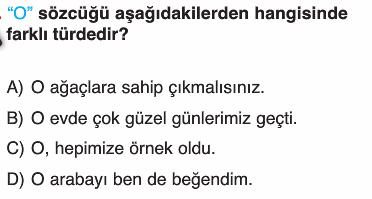 “O” sözcüğü aşağıdakilerden hangisinde
farklı türdedir?
A) O ağaçlara sahip çıkmalısınız.
B) O evde çok güzel günlerimiz geçti.
C) O, hepimize örnek oldu.
D) O arabayı ben de beğendim.